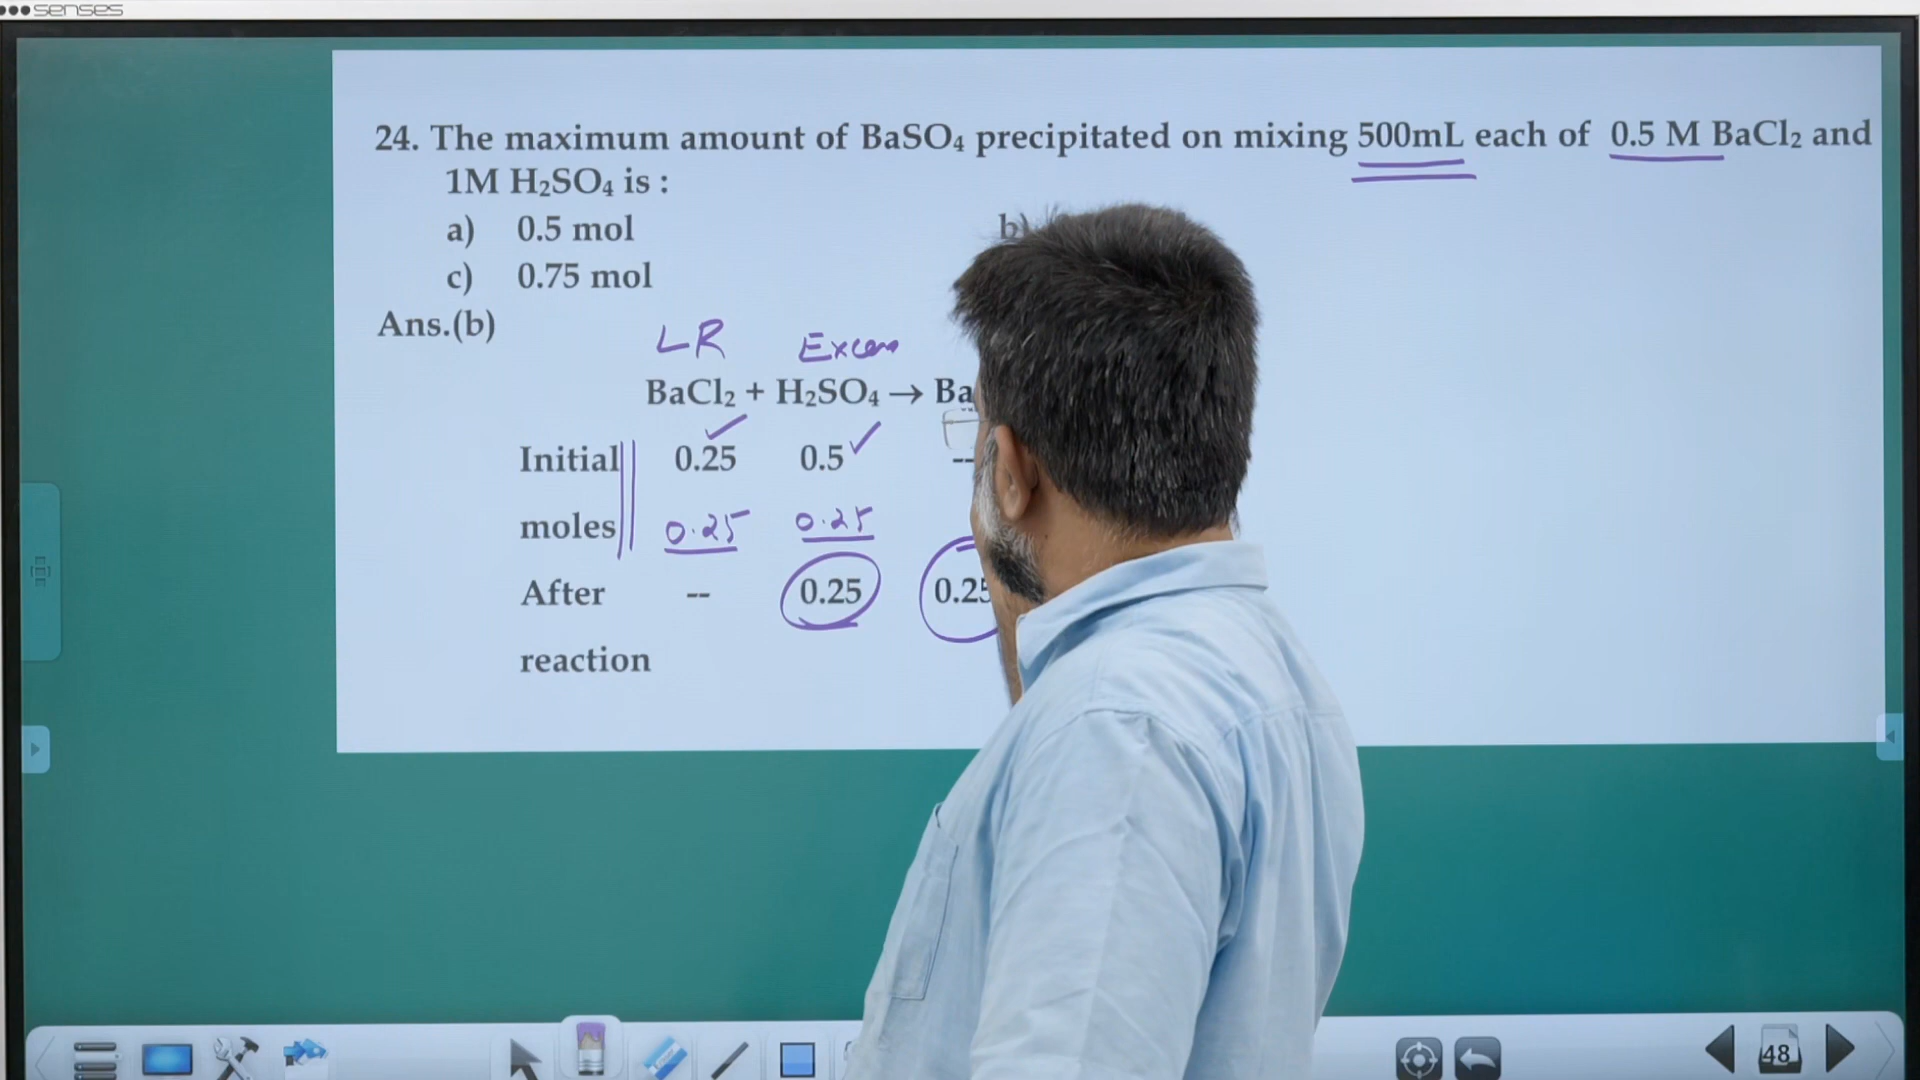 senses
24. The maximum amount of BaSO₄ precipitated on mixing 500mL each of 0.5 M BaCl₂ and
1M H₂SO₄ is :
a) 0.5 mol b)
c) 0.75 mol
Ans.(b)
LR Excess
BaCl₂ + H₂SO₄ → Ba
Initial 0.25 0.5 --
moles 0.25 0.25
After -- 0.25 0.25
reaction
48